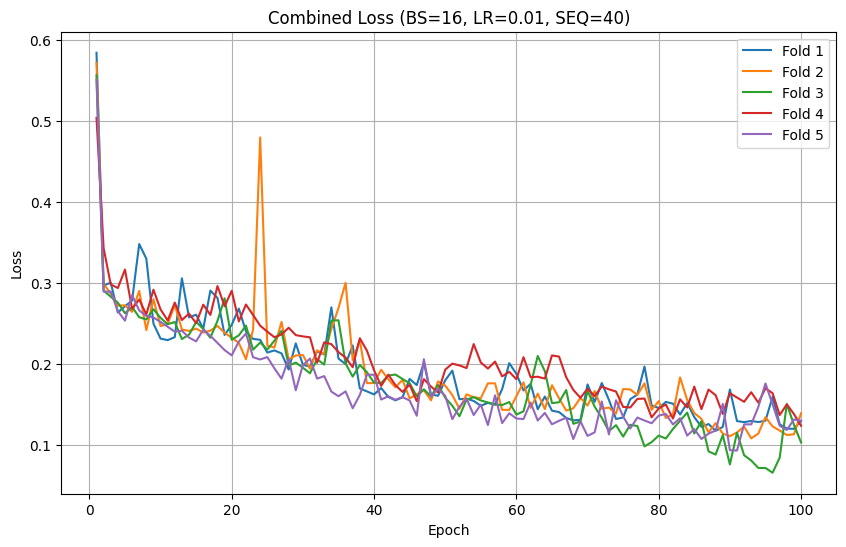 Combined Loss (BS=16, LR=0.01, SEQ=40)
Fold 1
Fold 2
Fold 3
Fold 4
Fold 5
Loss
0.6
0.5
0.4
0.3
0.2
0.1
0 20 40 60 80 100
Epoch